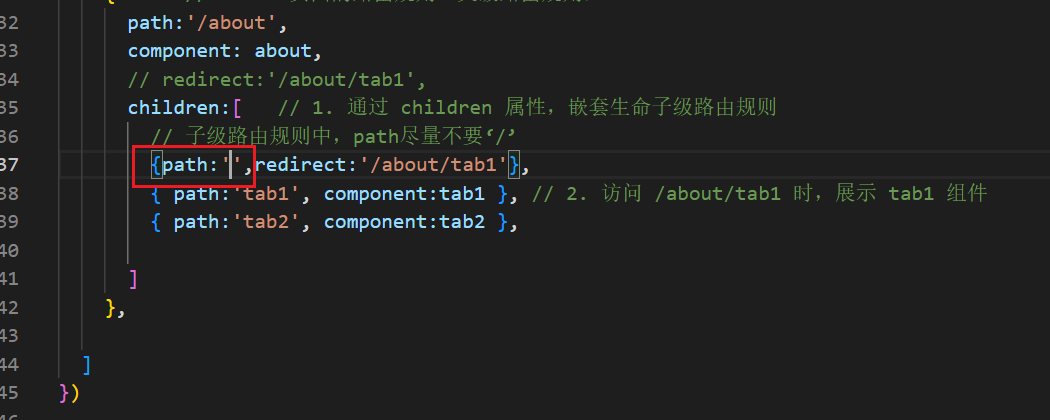 32 path:'/about',
33 component: about,
34 // redirect:'/about/tab1',
35 children:[ // 1. 通过 children 属性，嵌套生命子级路由规则
36 // 子级路由规则中，path尽量不要‘/’
37 {path:'',redirect:'/about/tab1'},
38 { path:'tab1', component:tab1 }, // 2. 访问 /about/tab1 时，展示 tab1 组件
39 { path:'tab2', component:tab2 },
40
41 ]
42 },
43
44 ]
45 })